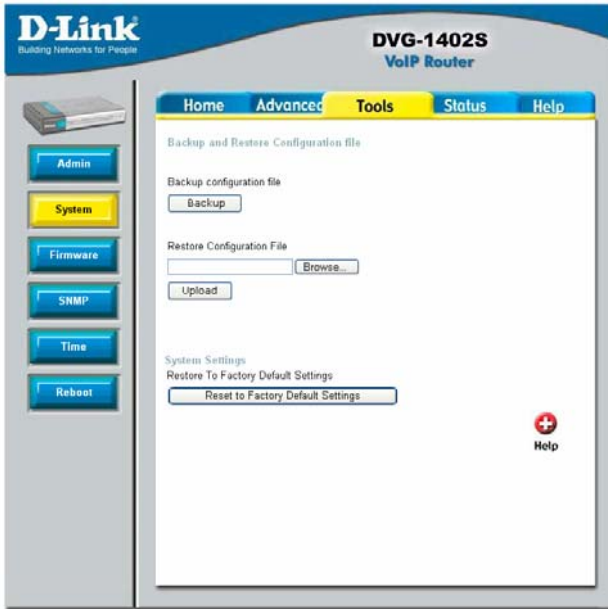 D-Link
Building Networks for People
DVG-1402S
VoIP Router
Home Advanced Tools Status Help
Admin
System
Firmware
SNMP
Time
Reboot
Backup and Restore Configuration file
Backup configuration file
Backup
Restore Configuration File
Browse...
Upload
System Settings
Restore To Factory Default Settings
Reset to Factory Default Settings
Help